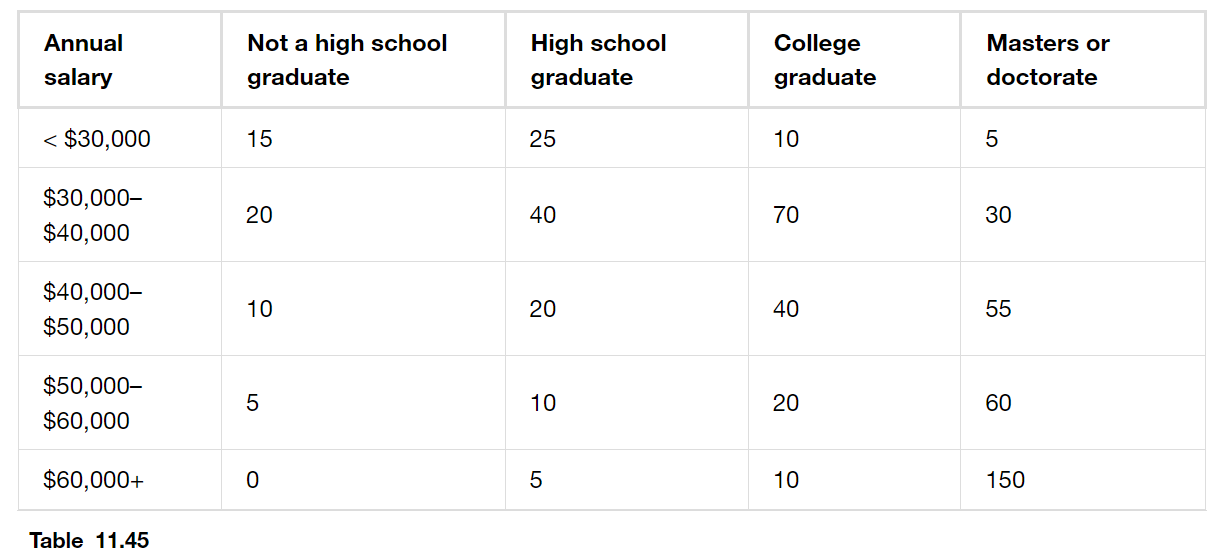 Annual salary | Not a high school graduate | High school graduate | College graduate | Masters or doctorate
< $30,000 | 15 | 25 | 10 | 5
$30,000–$40,000 | 20 | 40 | 70 | 30
$40,000–$50,000 | 10 | 20 | 40 | 55
$50,000–$60,000 | 5 | 10 | 20 | 60
$60,000+ | 0 | 5 | 10 | 150
Table 11.45